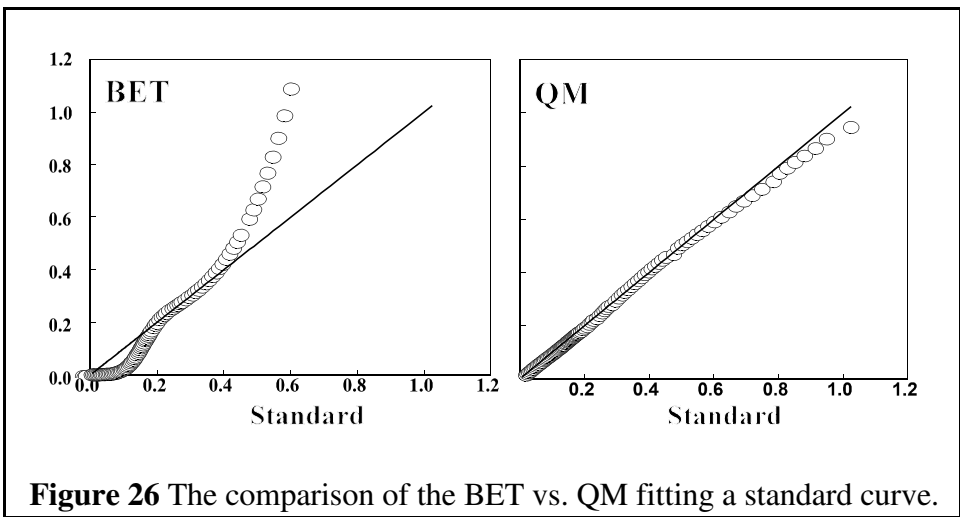 1.2
BET
QM
1.0
0.8
0.6
0.4
0.2
0.0
0.0 0.2 0.4 0.6 0.8 1.0 1.2
0.2 0.4 0.6 0.8 1.0 1.2
Standard
Standard
Figure 26 The comparison of the BET vs. QM fitting a standard curve.